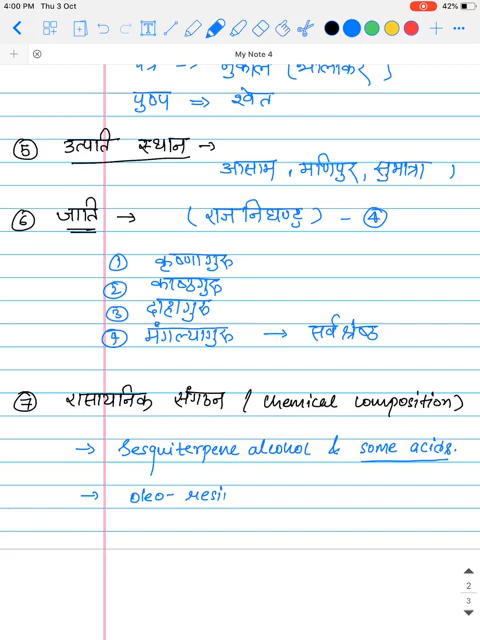 4:00 PM Thu 3 Oct 42%
My Note 4
पत्र → नुकीले (भालाकार)
पुष्प ⇒ श्वेत
⑤ उत्पाति स्थान →
आसाम, मणिपुर, सुमात्रा ,
⑥ जाति → (राज निघण्टु) - ④
① कृष्णागुरु
② काष्ठगुरु
③ दाहागुरु
④ मंगल्यागुरु → सर्वश्रेष्ठ
⑦ रासायनिक संगठन (chemical composition)
→ Sesquiterpene alcohol & some acids.
→ Oleo-resi
2
3